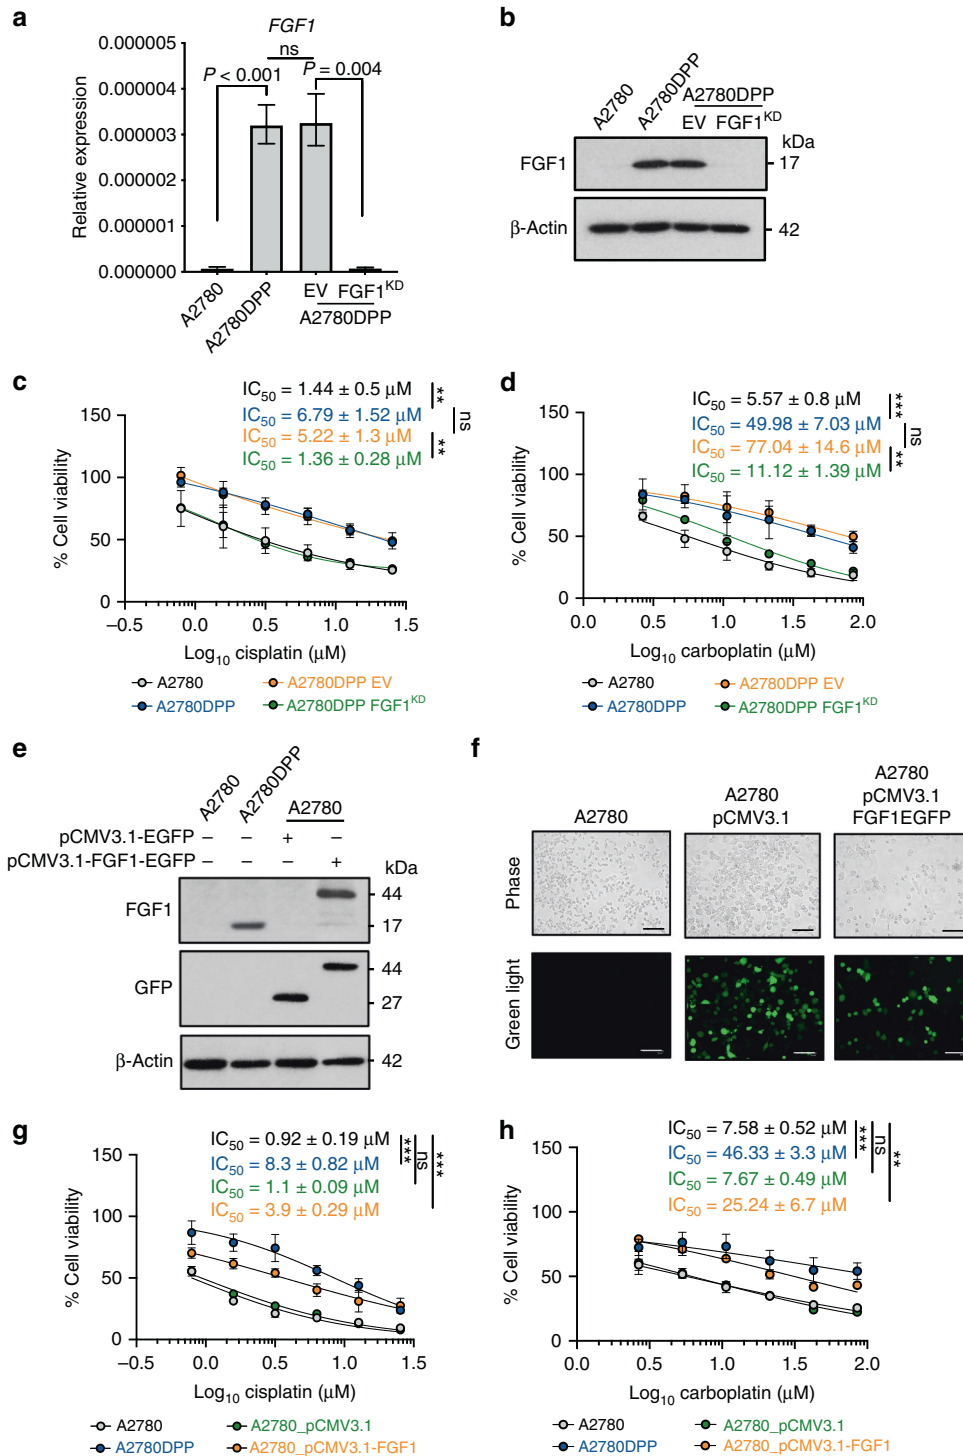 a
FGF1
ns
P < 0.001
P = 0.004
0.000005
0.000004
0.000003
0.000002
0.000001
0.000000
Relative expression
A2780
A2780DPP
EV FGF1KD
A2780DPP
b
A2780
A2780DPP
A2780DPP
EV FGF1KD
kDa
FGF1
17
β-Actin
42
c
IC50 = 1.44 ± 0.5 μM
IC50 = 6.79 ± 1.52 μM
IC50 = 5.22 ± 1.3 μM
IC50 = 1.36 ± 0.28 μM
**
ns
**
150
100
50
0
% Cell viability
–0.5 0.0 0.5 1.0 1.5
Log10 cisplatin (μM)
A2780
A2780DPP EV
A2780DPP
A2780DPP FGF1KD
d
IC50 = 5.57 ± 0.8 μM
IC50 = 49.98 ± 7.03 μM
IC50 = 77.04 ± 14.6 μM
IC50 = 11.12 ± 1.39 μM
***
ns
**
150
100
50
0
% Cell viability
0.0 0.5 1.0 1.5 2.0
Log10 carboplatin (μM)
A2780
A2780DPP EV
A2780DPP
A2780DPP FGF1KD
e
A2780
A2780DPP
A2780
pCMV3.1-EGFP – – + –
pCMV3.1-FGF1-EGFP – – – +
kDa
FGF1
44
17
GFP
44
27
β-Actin
42
f
A2780
A2780
pCMV3.1
A2780
pCMV3.1
FGF1EGFP
Phase
Green light
g
IC50 = 0.92 ± 0.19 μM
IC50 = 8.3 ± 0.82 μM
IC50 = 1.1 ± 0.09 μM
IC50 = 3.9 ± 0.29 μM
***
ns
***
150
100
50
0
% Cell viability
–0.5 0.0 0.5 1.0 1.5
Log10 cisplatin (μM)
A2780
A2780_pCMV3.1
A2780DPP
A2780_pCMV3.1-FGF1
h
IC50 = 7.58 ± 0.52 μM
IC50 = 46.33 ± 3.3 μM
IC50 = 7.67 ± 0.49 μM
IC50 = 25.24 ± 6.7 μM
***
ns
**
150
100
50
0
% Cell viability
0.0 0.5 1.0 1.5 2.0
Log10 carboplatin (μM)
A2780
A2780_pCMV3.1
A2780DPP
A2780_pCMV3.1-FGF1